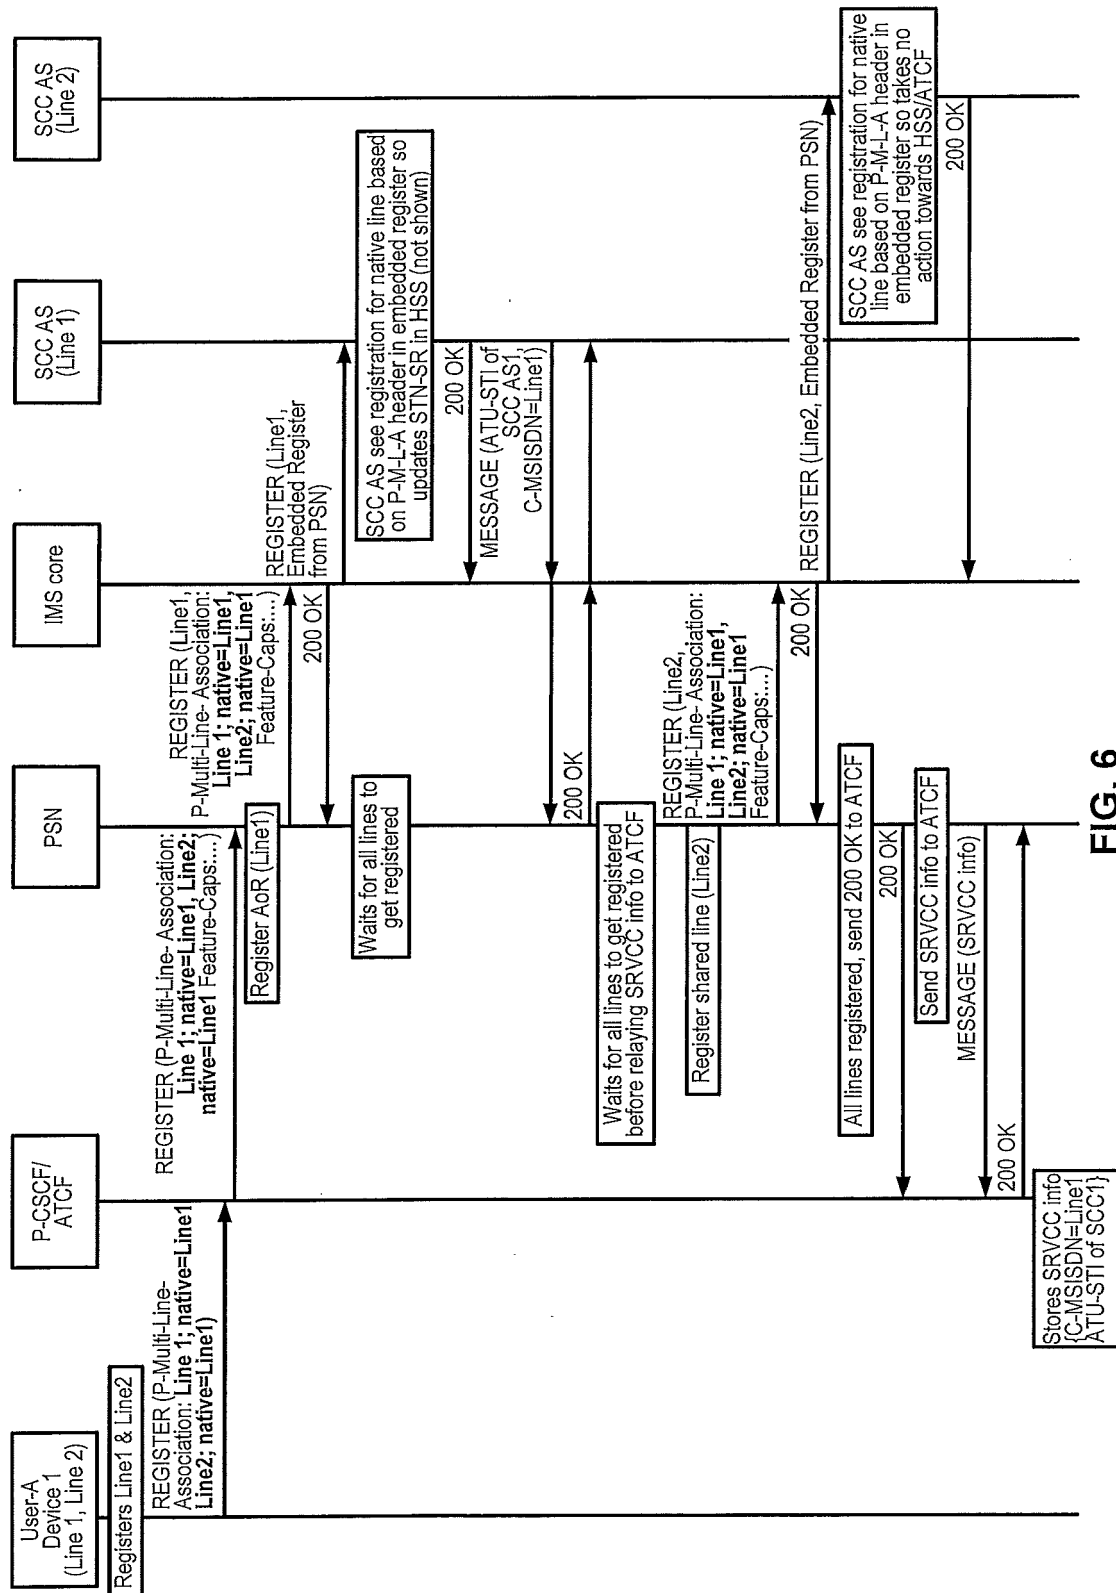 User-A
Device 1
(Line 1, Line 2)
P-CSCF/
ATCF
PSN
IMS core
SCC AS
(Line 1)
SCC AS
(Line 2)
Registers Line1 & Line2
REGISTER (P-Multi-Line-
Association: Line 1; native=Line1
Line2; native=Line1)
REGISTER (P-Multi-Line- Association:
Line 1; native=Line1, Line2;
native=Line1 Feature-Caps:...)
Register AoR (Line1)
REGISTER (Line1,
P-Multi-Line- Association:
Line 1; native=Line1,
Line2; native=Line1
Feature-Caps:...)
200 OK
REGISTER (Line1,
Embedded Register
from PSN)
Waits for all lines to
get registered
SCC AS see registration for native line based
on P-M-L-A header in embedded register so
updates STN-SR in HSS (not shown)
200 OK
MESSAGE (ATU-STI of
SCC AS1,
C-MSISDN=Line1)
200 OK
Waits for all lines to get registered
before relaying SRVCC info to ATCF
Register shared line (Line2)
REGISTER (Line2,
P-Multi-Line- Association:
Line 1; native=Line1,
Line2; native=Line1
Feature-Caps:...)
200 OK
REGISTER (Line2, Embedded Register from PSN)
SCC AS see registration for native
line based on P-M-L-A header in
embedded register so takes no
action towards HSS/ATCF
200 OK
All lines registered, send 200 OK to ATCF
200 OK
Send SRVCC info to ATCF
MESSAGE (SRVCC info)
200 OK
Stores SRVCC info
{C-MSISDN=Line1
ATU-STI of SCC1}
FIG. 6